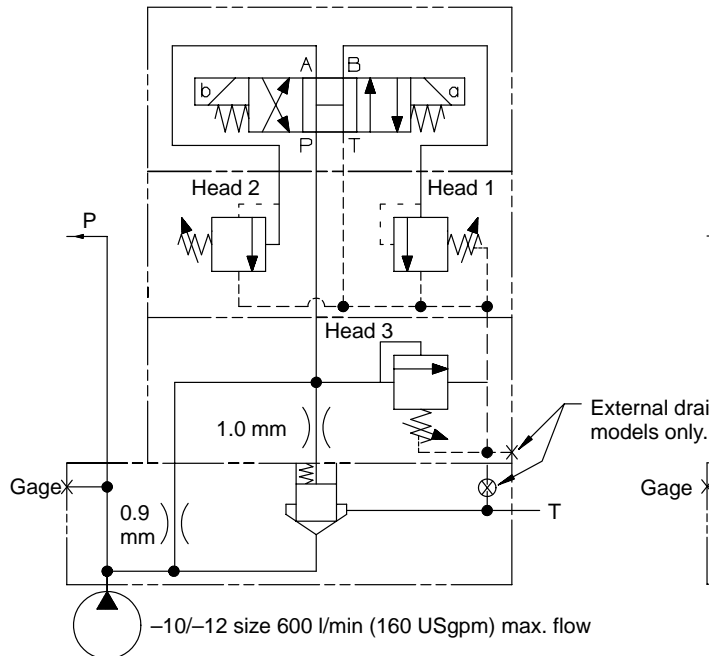 A B
b
a
P T
Head 2
Head 1
P
Head 3
1.0 mm
External drai
models only.
Gage
Gage
0.9
mm
T
–10/–12 size 600 l/min (160 USgpm) max. flow